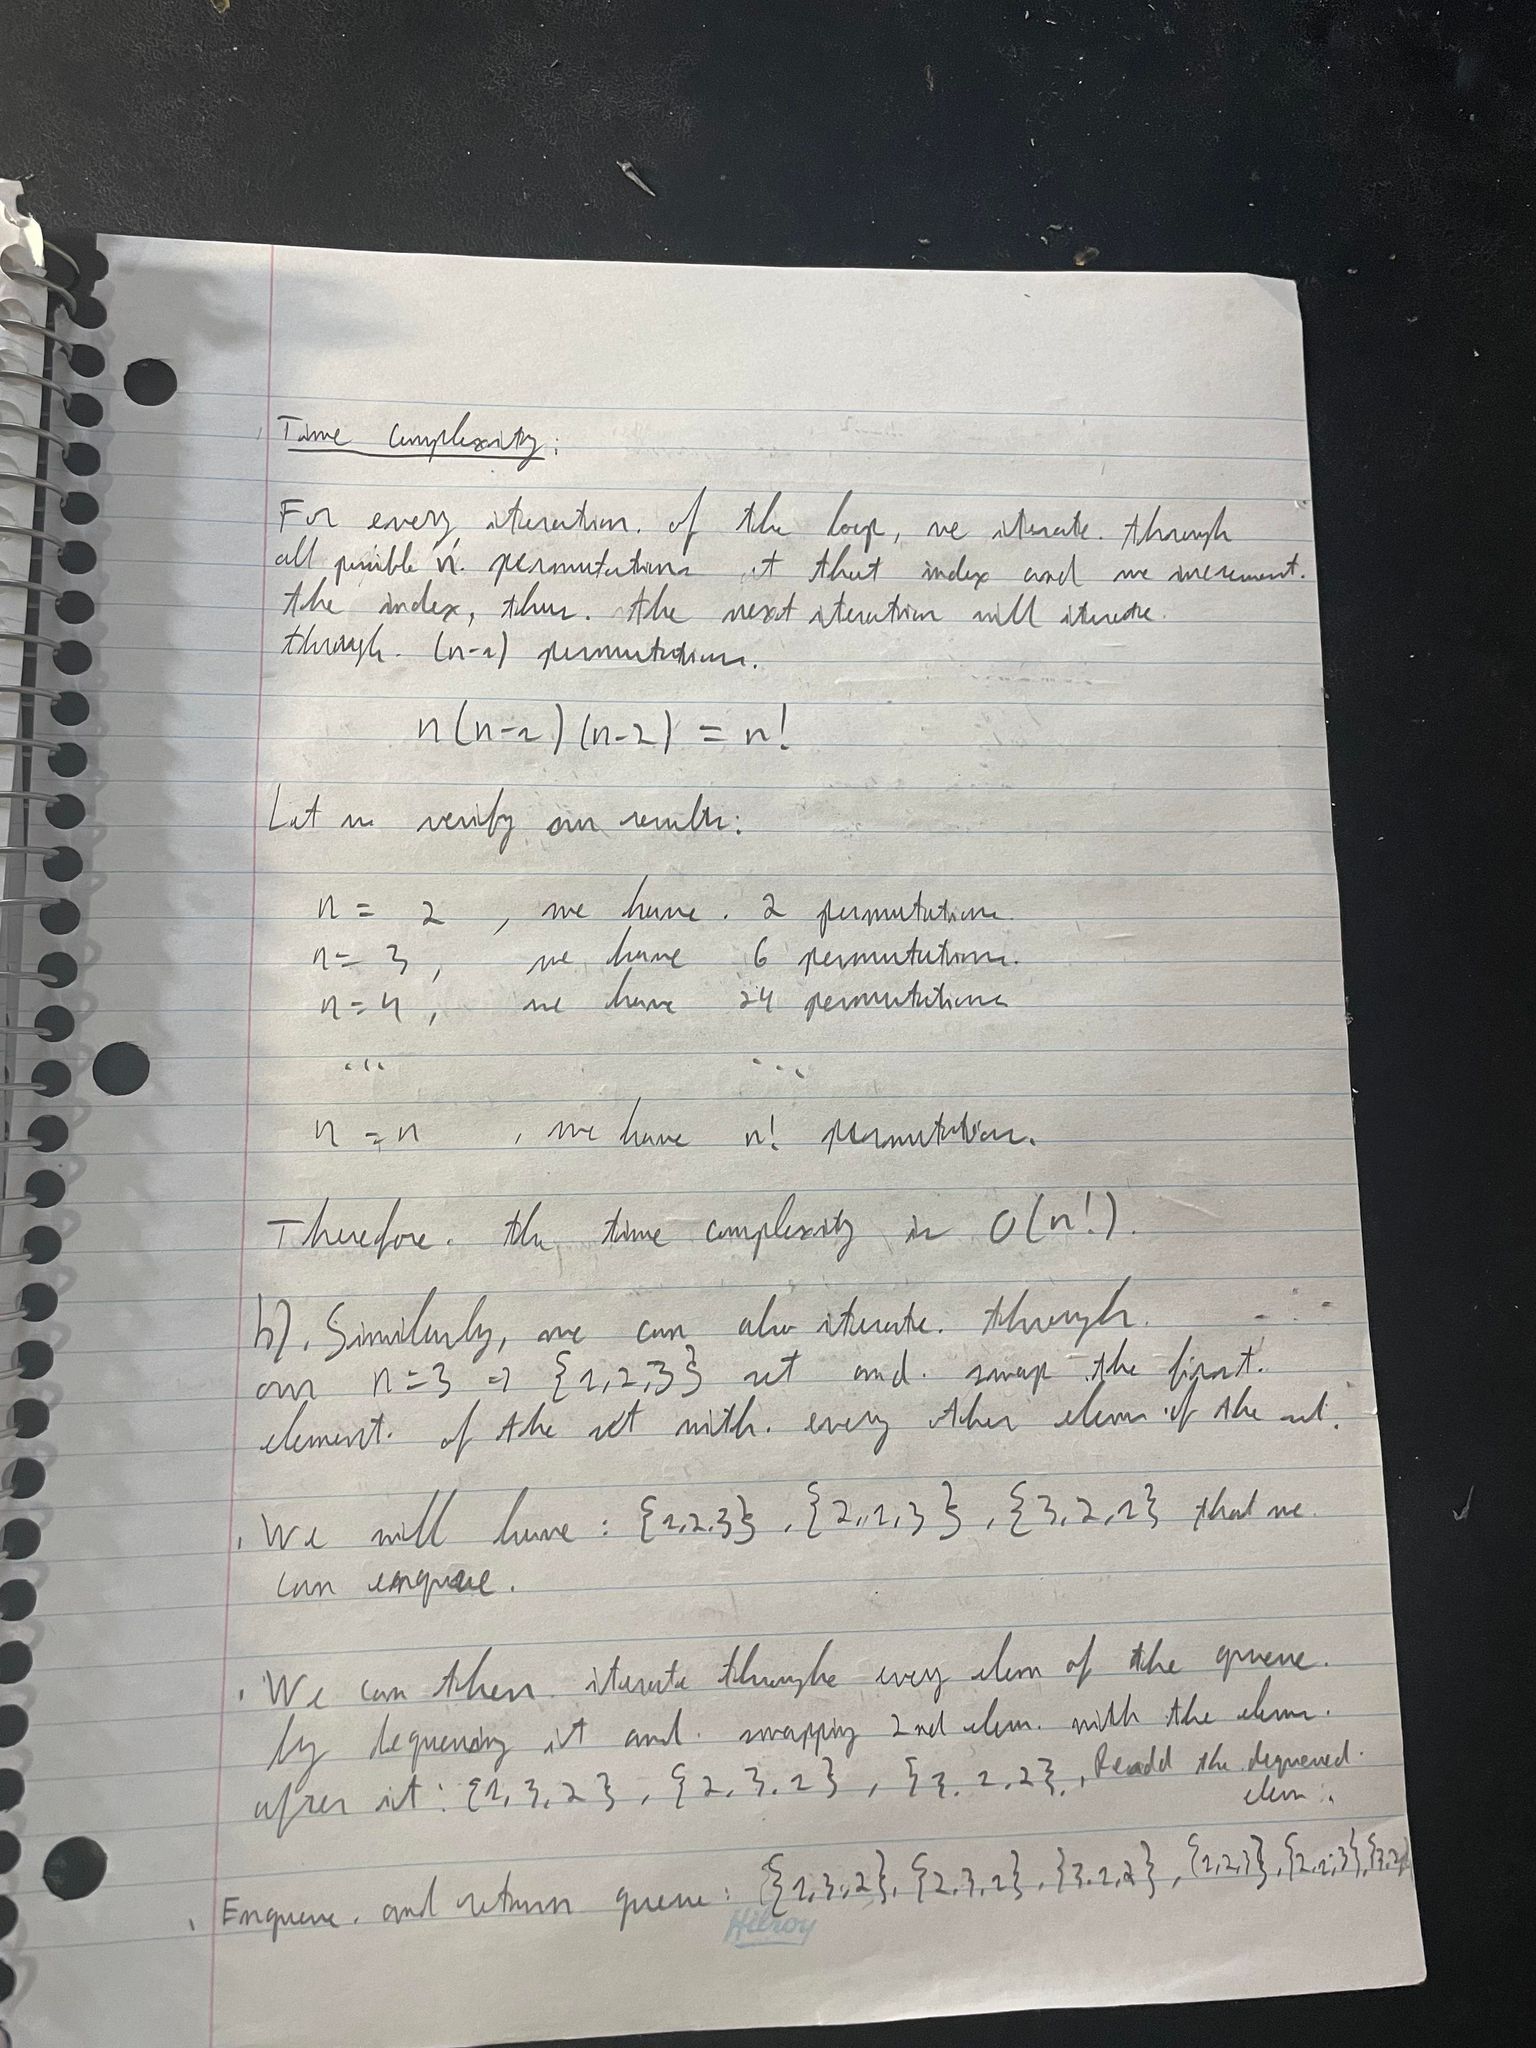 Time Complexity:
For every iteration of the loop, we iterate through
all possible n permutations at that index and we increment
the index, thus the next iteration will iterate
through (n-1) permutations.
n(n-1)(n-2) = n!
Let us verify our results:
n = 2, we have 2 permutations.
n = 3, we have 6 permutations.
n = 4, we have 24 permutations
... ...
n = n, we have n! permutations.
Therefore the time complexity is O(n!).
b). Similarly, we can also iterate through
our n=3 => {1,2,3} set and swap the first
element of the set with every other elem of the set.
We will have: {1,2,3}, {2,1,3}, {3,2,1} that we
can enqueue.
We can then iterate through every elem of the queue
by dequeuing it and swapping 2nd elem with the elems
after it: {1,3,2}, {2,3,1}, {3,1,2}, Readd the dequeued
elem.
Enqueue and return queue: {{1,3,2}, {2,3,1}, {3,1,2}, {1,2,3}, {2,1,3}, {3,2,1
Hilroy